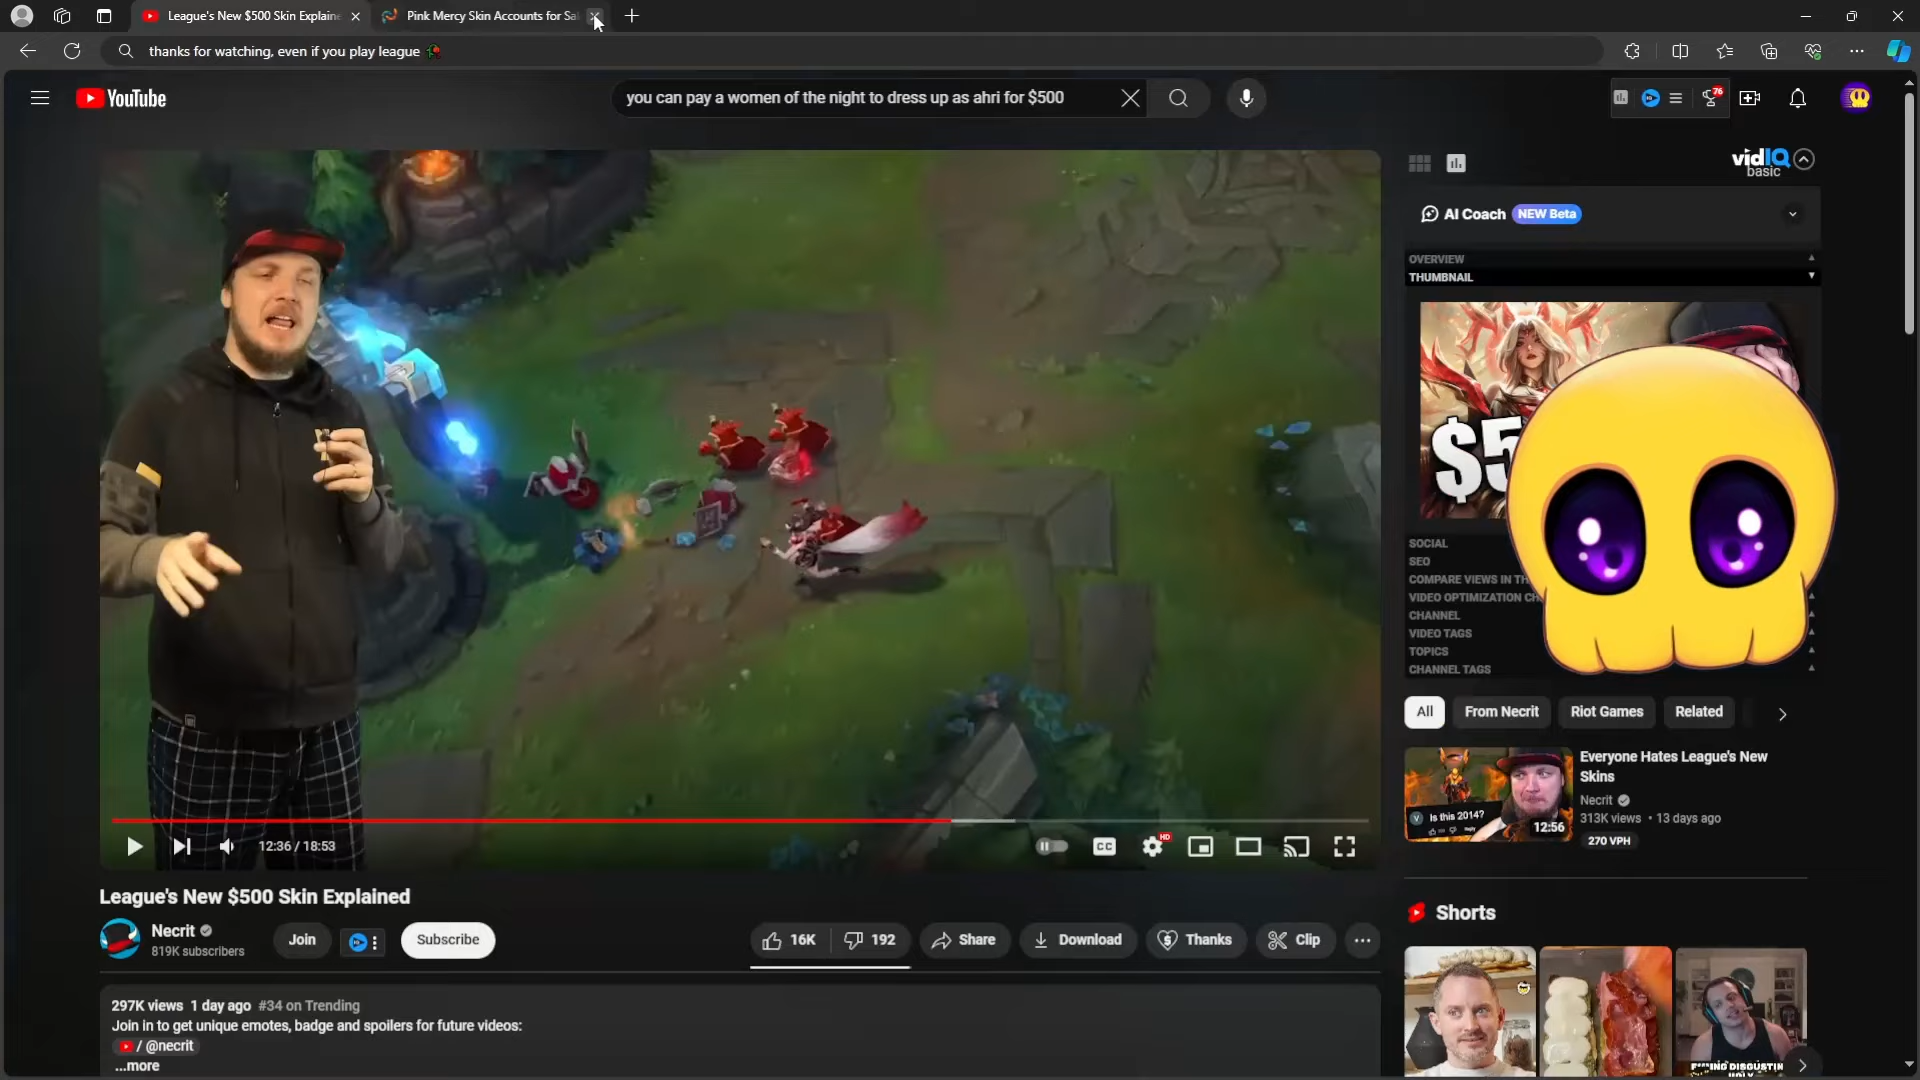 League's New $500 Skin Explaine
Pink Mercy Skin Accounts for Sal
thanks for watching, even if you play league
YouTube
you can pay a women of the night to dress up as ahri for $500
76
vidIQ
basic
AI Coach NEW Beta
OVERVIEW
THUMBNAIL
$5
SOCIAL
SEO
COMPARE VIEWS IN TH
VIDEO OPTIMIZATION CH
CHANNEL
VIDEO TAGS
TOPICS
CHANNEL TAGS
All From Necrit Riot Games Related
Is this 2014?
12:56
Everyone Hates League's New
Skins
Necrit
313K views • 13 days ago
270 VPH
12:36 / 18:53
CC
HD
League's New $500 Skin Explained
Necrit
819K subscribers
Join
Subscribe
16K
192
Share
Download
Thanks
Clip
Shorts
297K views 1 day ago #34 on Trending
Join in to get unique emotes, badge and spoilers for future videos:
/ @necrit
...more